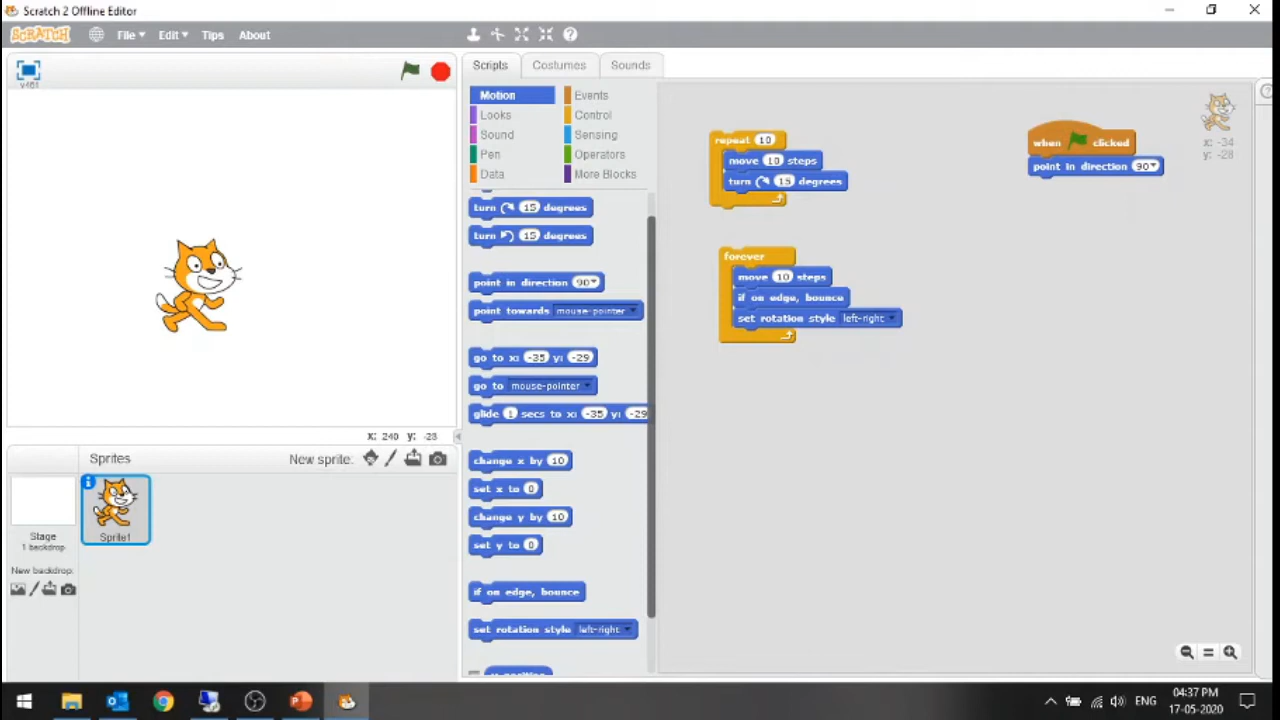 Scratch 2 Offline Editor
SCRATCH File Edit Tips About
v461
Scripts Costumes Sounds
Motion Events
Looks Control
Sound Sensing
Pen Operators
Data More Blocks
turn 15 degrees
turn 15 degrees
point in direction 90
point towards mouse-pointer
go to x: -35 y: -29
go to mouse-pointer
glide 1 secs to x: -35 y: -29
change x by 10
set x to 0
change y by 10
set y to 0
if on edge, bounce
set rotation style left-right
repeat 10
move 10 steps
turn 15 degrees
forever
move 10 steps
if on edge, bounce
set rotation style left-right
when clicked
point in direction 90
x: -34
y: -28
x: 240 y: -23
Sprites New sprite:
Stage
1 backdrop
New backdrop:
Sprite1
ENG
04:37 PM
17-05-2020